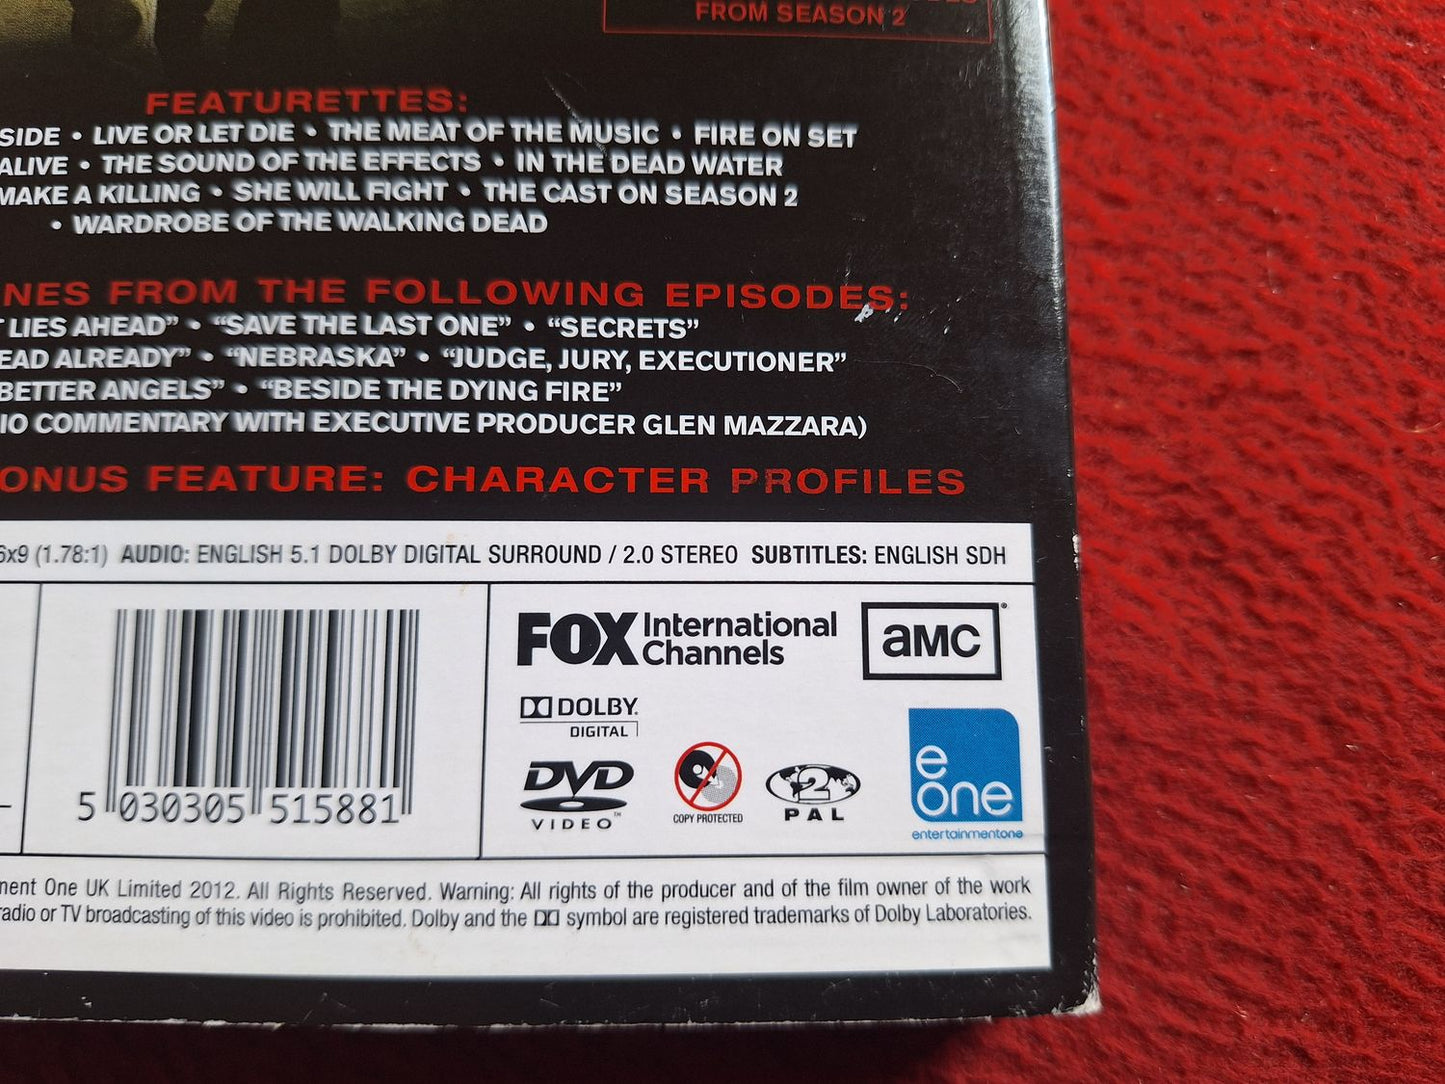 FROM SEASON 2
FEATURETTES:
SIDE • LIVE OR LET DIE • THE MEAT OF THE MUSIC • FIRE ON SET
ALIVE • THE SOUND OF THE EFFECTS • IN THE DEAD WATER
MAKE A KILLING • SHE WILL FIGHT • THE CAST ON SEASON 2
• WARDROBE OF THE WALKING DEAD
NES FROM THE FOLLOWING EPISODES:
LIES AHEAD” • “SAVE THE LAST ONE” • “SECRETS”
EAD ALREADY” • “NEBRASKA” • “JUDGE, JURY, EXECUTIONER”
BETTER ANGELS” • “BESIDE THE DYING FIRE”
IO COMMENTARY WITH EXECUTIVE PRODUCER GLEN MAZZARA)
ONUS FEATURE: CHARACTER PROFILES
6x9 (1.78:1) AUDIO: ENGLISH 5.1 DOLBY DIGITAL SURROUND / 2.0 STEREO SUBTITLES: ENGLISH SDH
FOX International Channels
aMC
DOLBY
DIGITAL
DVD
VIDEO™
COPY PROTECTED
2
PAL
e one
entertainmentone
5 030305 515881
ment One UK Limited 2012. All Rights Reserved. Warning: All rights of the producer and of the film owner of the work
radio or TV broadcasting of this video is prohibited. Dolby and the symbol are registered trademarks of Dolby Laboratories.